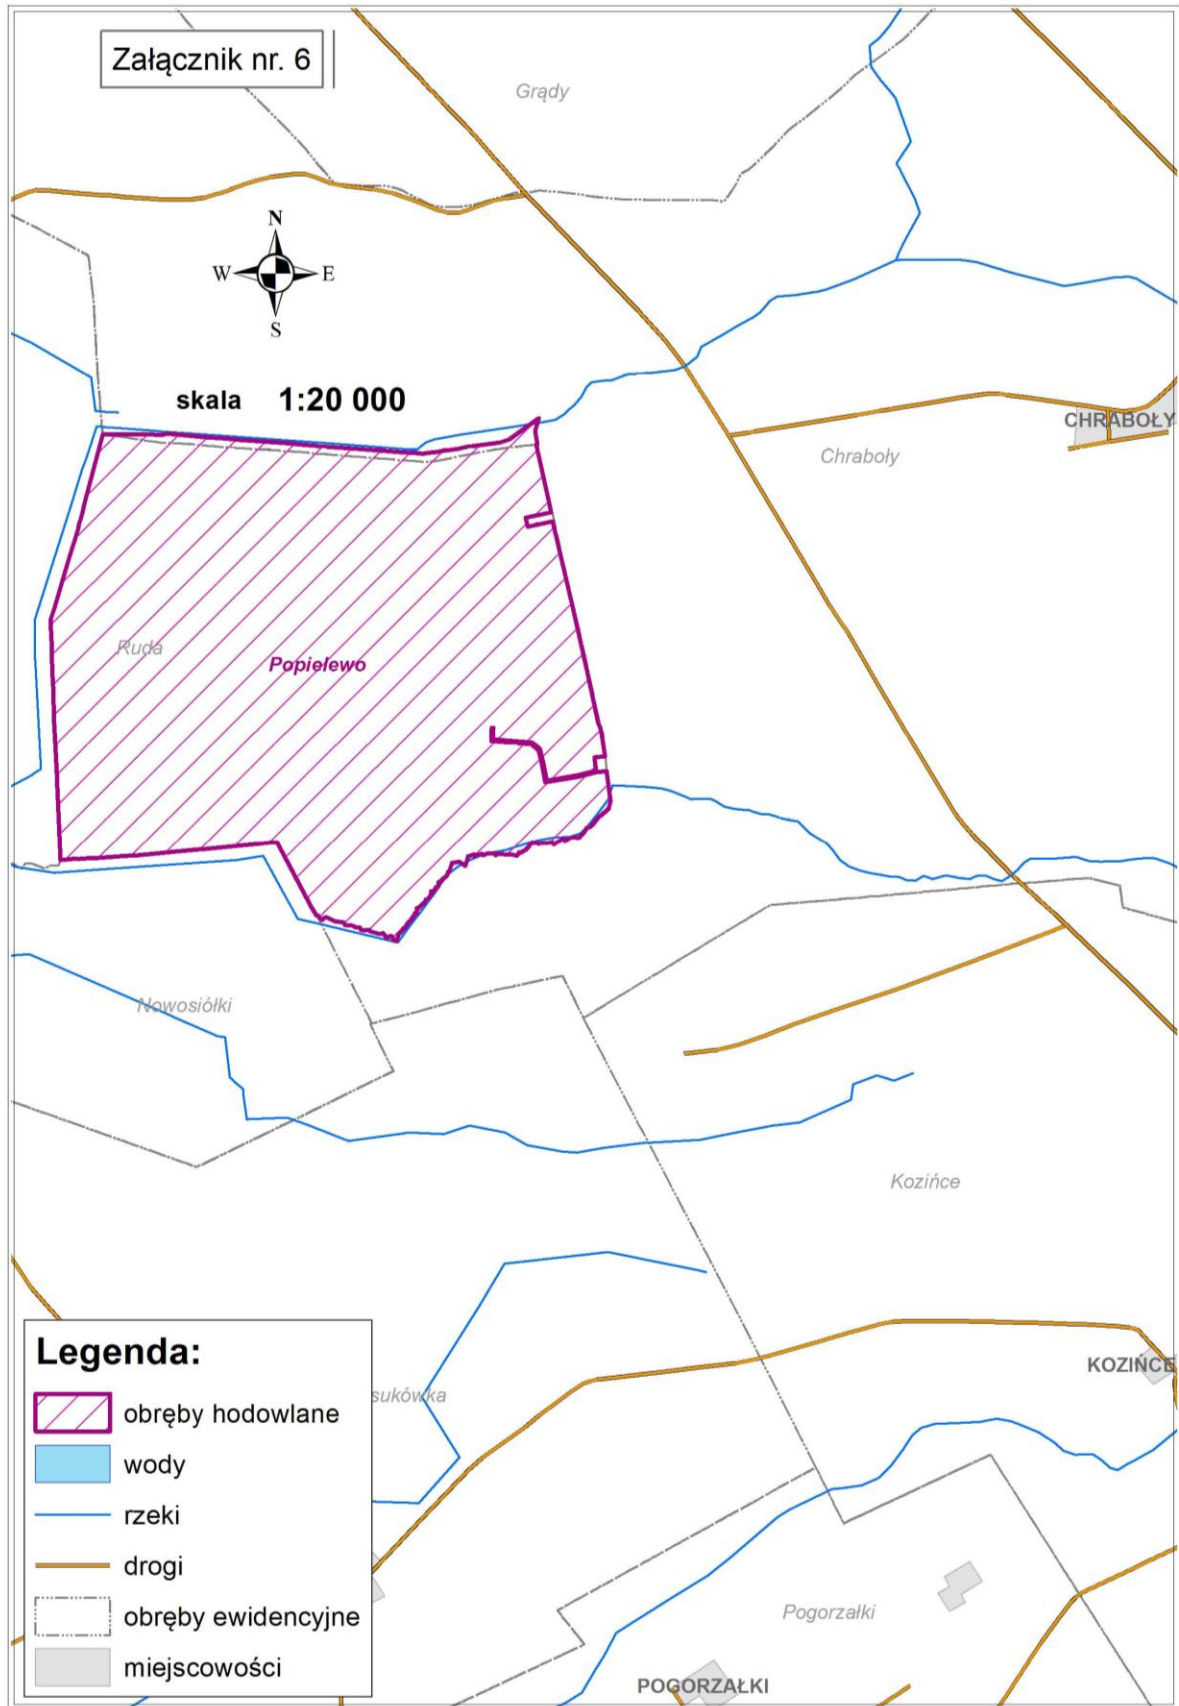 Załącznik nr. 6
Grądy
N
W E
S
skala 1:20 000
CHRABOŁY
Chraboły
Ruda
Popielewo
Nowosiółki
Kozińce
Legenda:
obręby hodowlane
wody
rzeki
drogi
obręby ewidencyjne
miejscowości
sukówka
KOZIŃCE
Pogorzałki
POGORZAŁKI